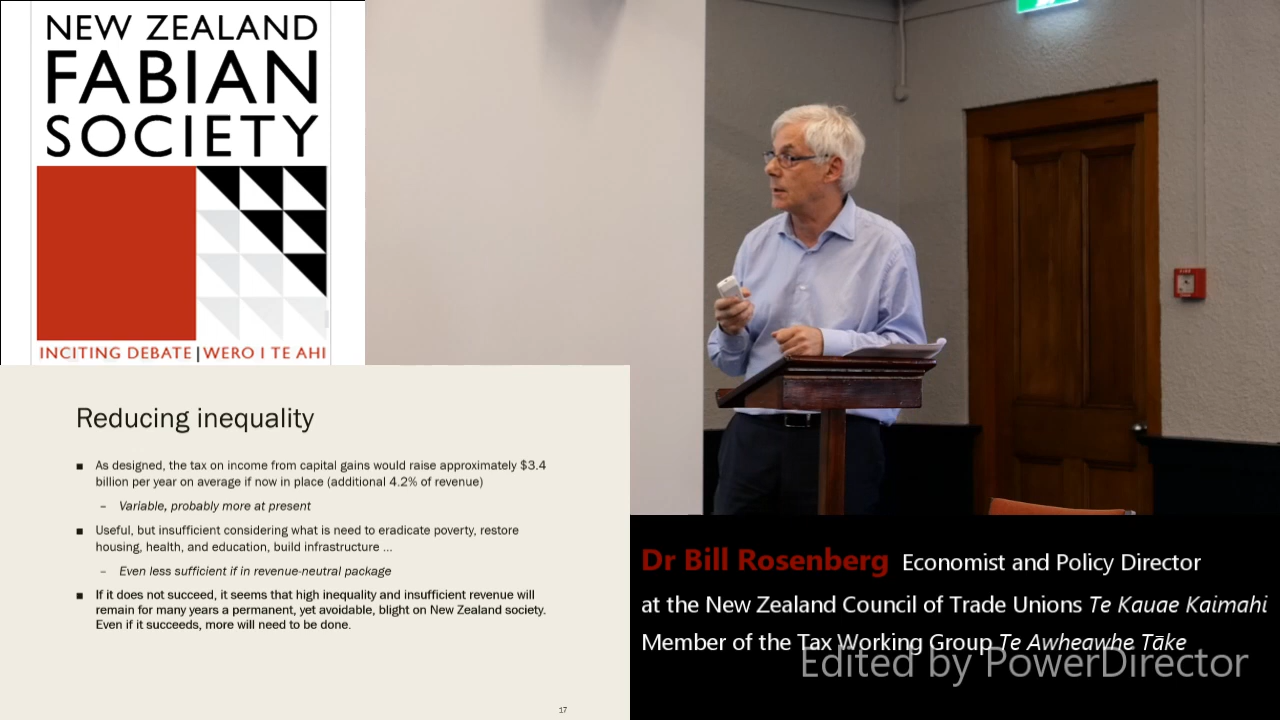 NEW ZEALAND
FABIAN
SOCIETY
INCITING DEBATE | WERO I TE AHI
Reducing inequality
■ As designed, the tax on income from capital gains would raise approximately $3.4
billion per year on average if now in place (additional 4.2% of revenue)
– Variable, probably more at present
■ Useful, but insufficient considering what is need to eradicate poverty, restore
housing, health, and education, build infrastructure ...
– Even less sufficient if in revenue-neutral package
■ If it does not succeed, it seems that high inequality and insufficient revenue will
remain for many years a permanent, yet avoidable, blight on New Zealand society.
Even if it succeeds, more will need to be done.
17
Dr Bill Rosenberg Economist and Policy Director
at the New Zealand Council of Trade Unions Te Kauae Kaimahi
Member of the Tax Working Group Te Awheawhe Tāke
Edited by PowerDirector